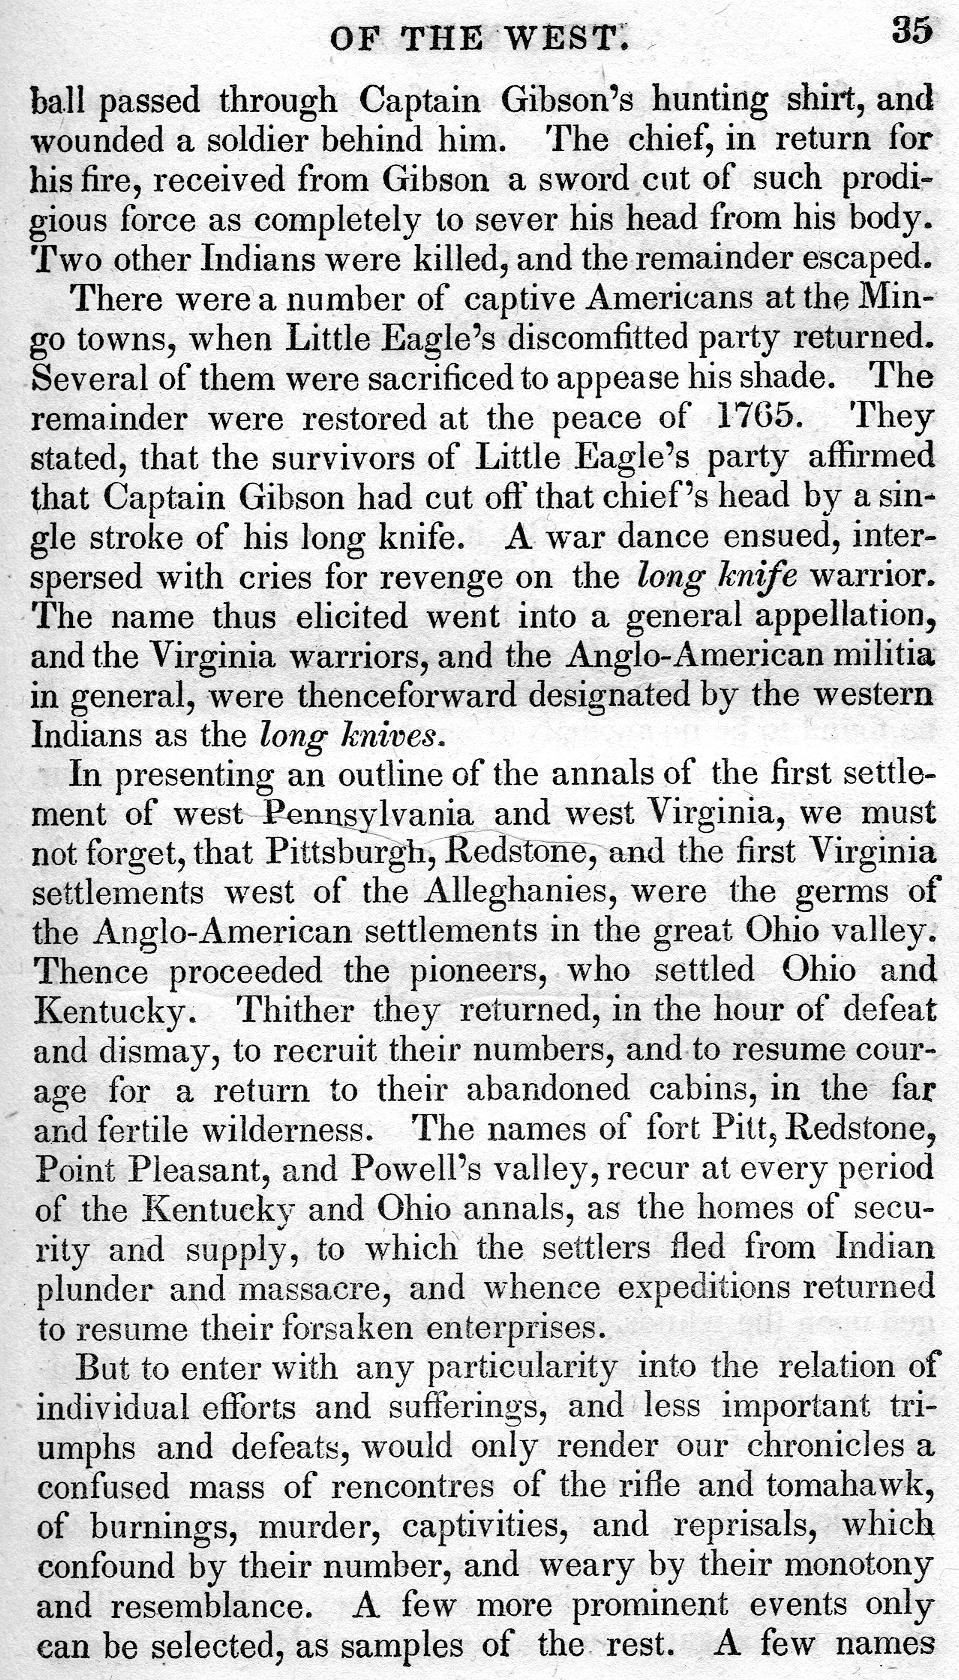 OF THE WEST.
35
ball passed through Captain Gibson's hunting shirt, and
wounded a soldier behind him. The chief, in return for
his fire, received from Gibson a sword cut of such prodi-
gious force as completely to sever his head from his body.
Two other Indians were killed, and the remainder escaped.
There were a number of captive Americans at the Min-
go towns, when Little Eagle's discomfitted party returned.
Several of them were sacrificed to appease his shade. The
remainder were restored at the peace of 1765. They
stated, that the survivors of Little Eagle's party affirmed
that Captain Gibson had cut off that chief's head by a sin-
gle stroke of his long knife. A war dance ensued, inter-
spersed with cries for revenge on the long knife warrior.
The name thus elicited went into a general appellation,
and the Virginia warriors, and the Anglo-American militia
in general, were thenceforward designated by the western
Indians as the long knives.
In presenting an outline of the annals of the first settle-
ment of west Pennsylvania and west Virginia, we must
not forget, that Pittsburgh, Redstone, and the first Virginia
settlements west of the Alleghanies, were the germs of
the Anglo-American settlements in the great Ohio valley.
Thence proceeded the pioneers, who settled Ohio and
Kentucky. Thither they returned, in the hour of defeat
and dismay, to recruit their numbers, and to resume cour-
age for a return to their abandoned cabins, in the far
and fertile wilderness. The names of fort Pitt, Redstone,
Point Pleasant, and Powell's valley, recur at every period
of the Kentucky and Ohio annals, as the homes of secu-
rity and supply, to which the settlers fled from Indian
plunder and massacre, and whence expeditions returned
to resume their forsaken enterprises.
But to enter with any particularity into the relation of
individual efforts and sufferings, and less important tri-
umphs and defeats, would only render our chronicles a
confused mass of rencontres of the rifle and tomahawk,
of burnings, murder, captivities, and reprisals, which
confound by their number, and weary by their monotony
and resemblance. A few more prominent events only
can be selected, as samples of the rest. A few names